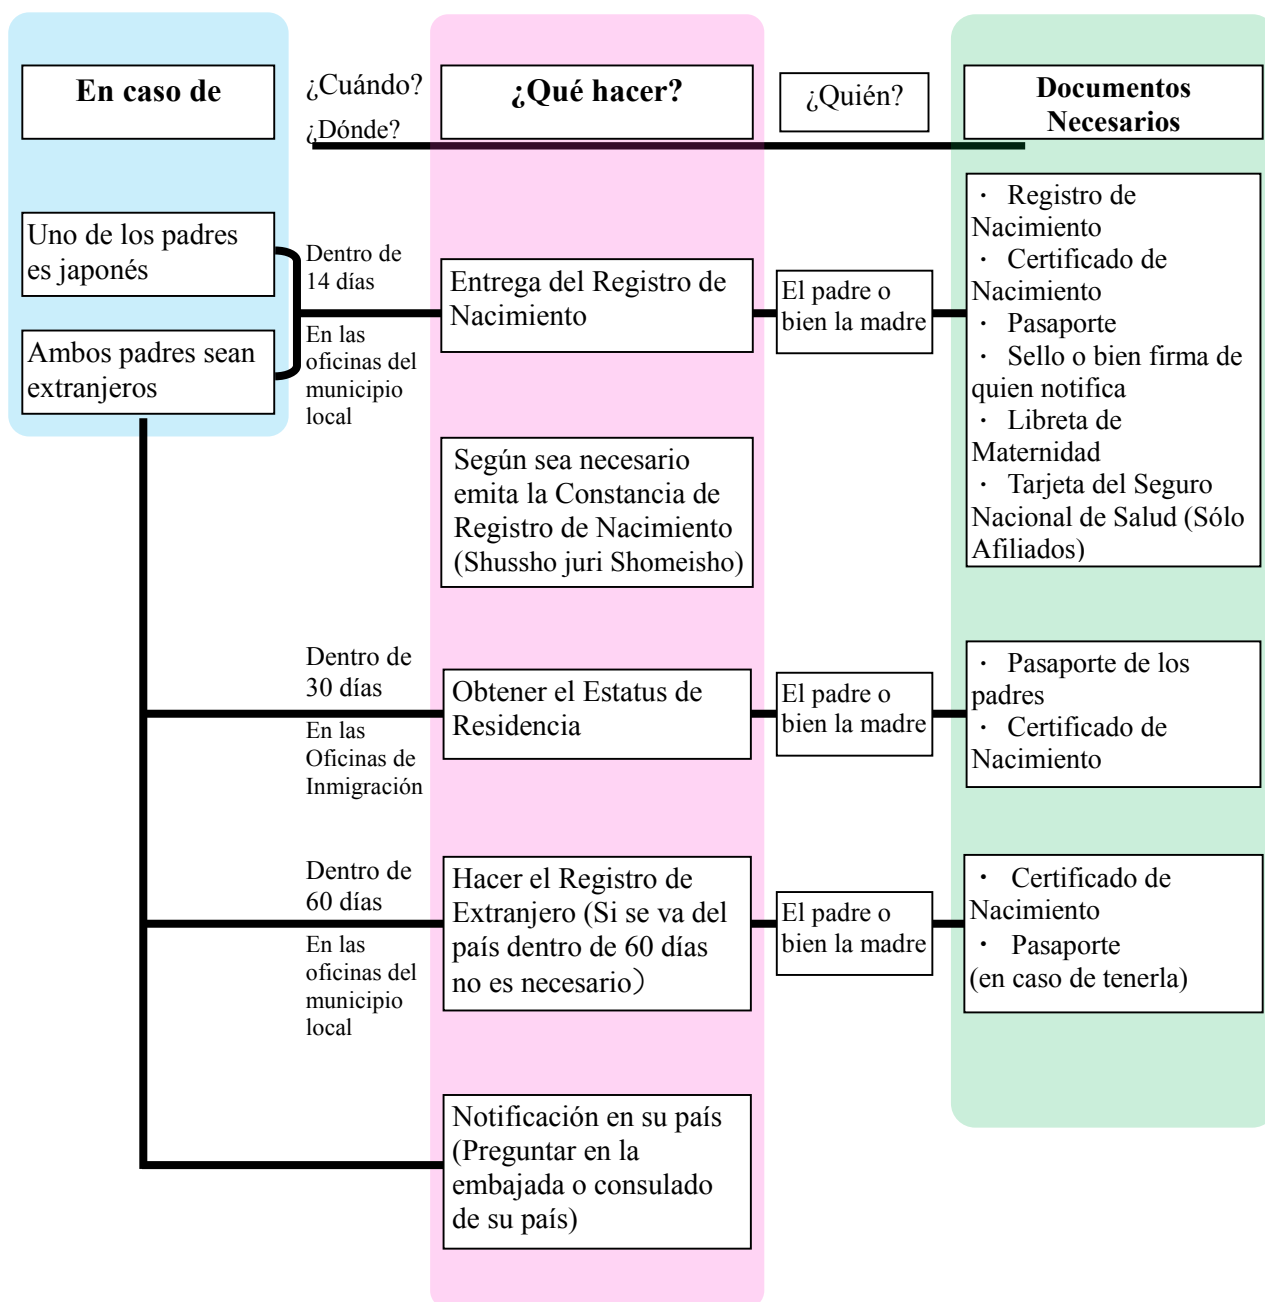 En caso de
¿Cuándo?
¿Dónde?
¿Qué hacer?
¿Quién?
Documentos
Necesarios
Uno de los padres
es japonés
Ambos padres sean
extranjeros
Dentro de
14 días
En las
oficinas del
municipio
local
Entrega del Registro de
Nacimiento
El padre o
bien la madre
・ Registro de
Nacimiento
・ Certificado de
Nacimiento
・ Pasaporte
・ Sello o bien firma de
quien notifica
・ Libreta de
Maternidad
・ Tarjeta del Seguro
Nacional de Salud (Sólo
Afiliados)
Según sea necesario
emita la Constancia de
Registro de Nacimiento
(Shussho juri Shomeisho)
Dentro de
30 días
En las
Oficinas de
Inmigración
Obtener el Estatus de
Residencia
El padre o
bien la madre
・ Pasaporte de los
padres
・ Certificado de
Nacimiento
Dentro de
60 días
En las
oficinas del
municipio
local
Hacer el Registro de
Extranjero (Si se va del
país dentro de 60 días
no es necesario）
El padre o
bien la madre
・ Certificado de
Nacimiento
・ Pasaporte
(en caso de tenerla)
Notificación en su país
(Preguntar en la
embajada o consulado
de su país)